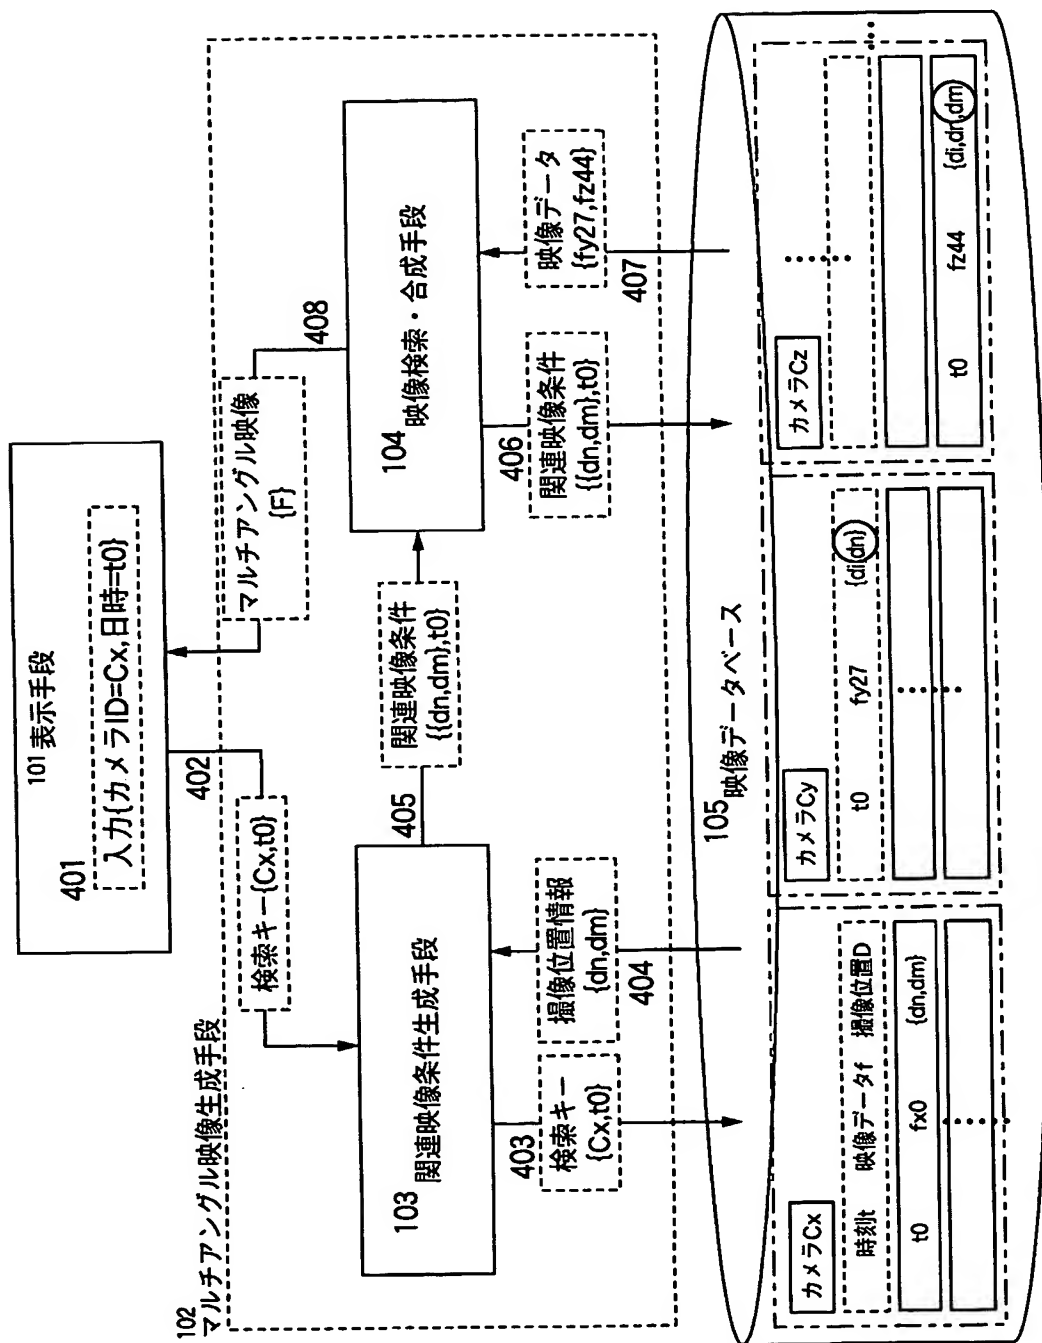 101 表示手段
401
入力{カメラID=Cx,日時=t0}
402
検索キー{Cx,t0}
マルチアングル映像
{F}
408
102
マルチアングル映像生成手段
103 関連映像条件生成手段
405
関連映像条件
{{dn,dm},t0}
104 映像検索・合成手段
403
検索キー
{Cx,t0}
撮像位置情報
{dn,dm}
404
406
関連映像条件
{{dn,dm},t0}
映像データ
{fy27,fz44}
407
105 映像データベース
カメラCx
時刻t 映像データf 撮像位置D
t0 fx0 {dn,dm}
カメラCy
t0 fy27 {di,dn}
カメラCz
t0 fz44 {di,dn,dm}